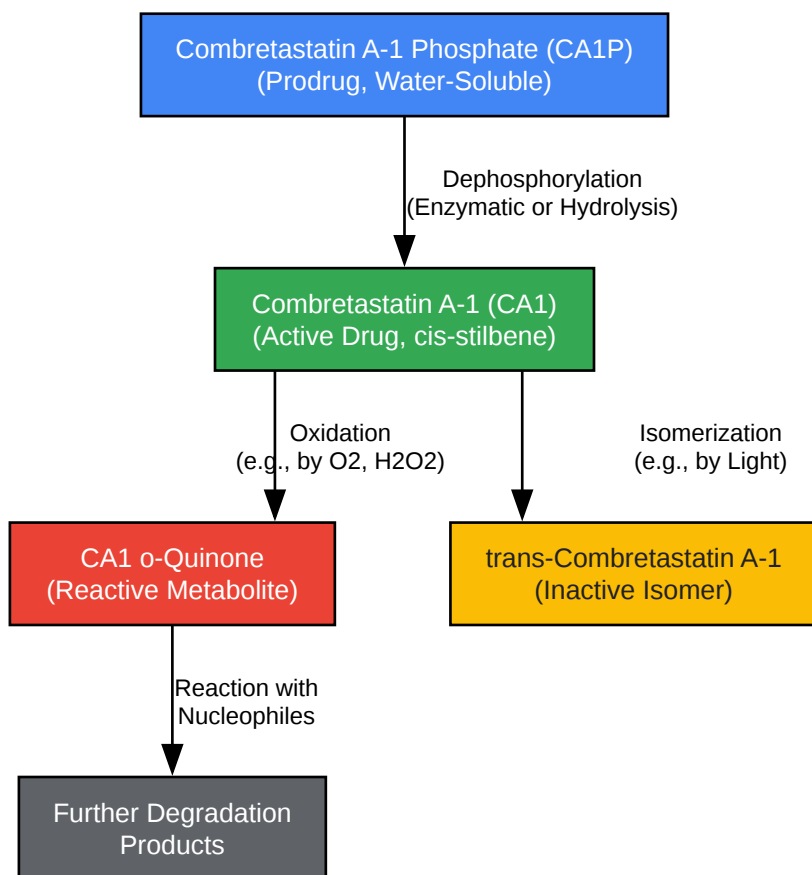 Combretastatin A-1 Phosphate (CA1P)
(Prodrug, Water-Soluble)
Dephosphorylation
(Enzymatic or Hydrolysis)
Combretastatin A-1 (CA1)
(Active Drug, cis-stilbene)
Oxidation
(e.g., by O2, H2O2)
Isomerization
(e.g., by Light)
CA1 o-Quinone
(Reactive Metabolite)
trans-Combretastatin A-1
(Inactive Isomer)
Reaction with
Nucleophiles
Further Degradation
Products